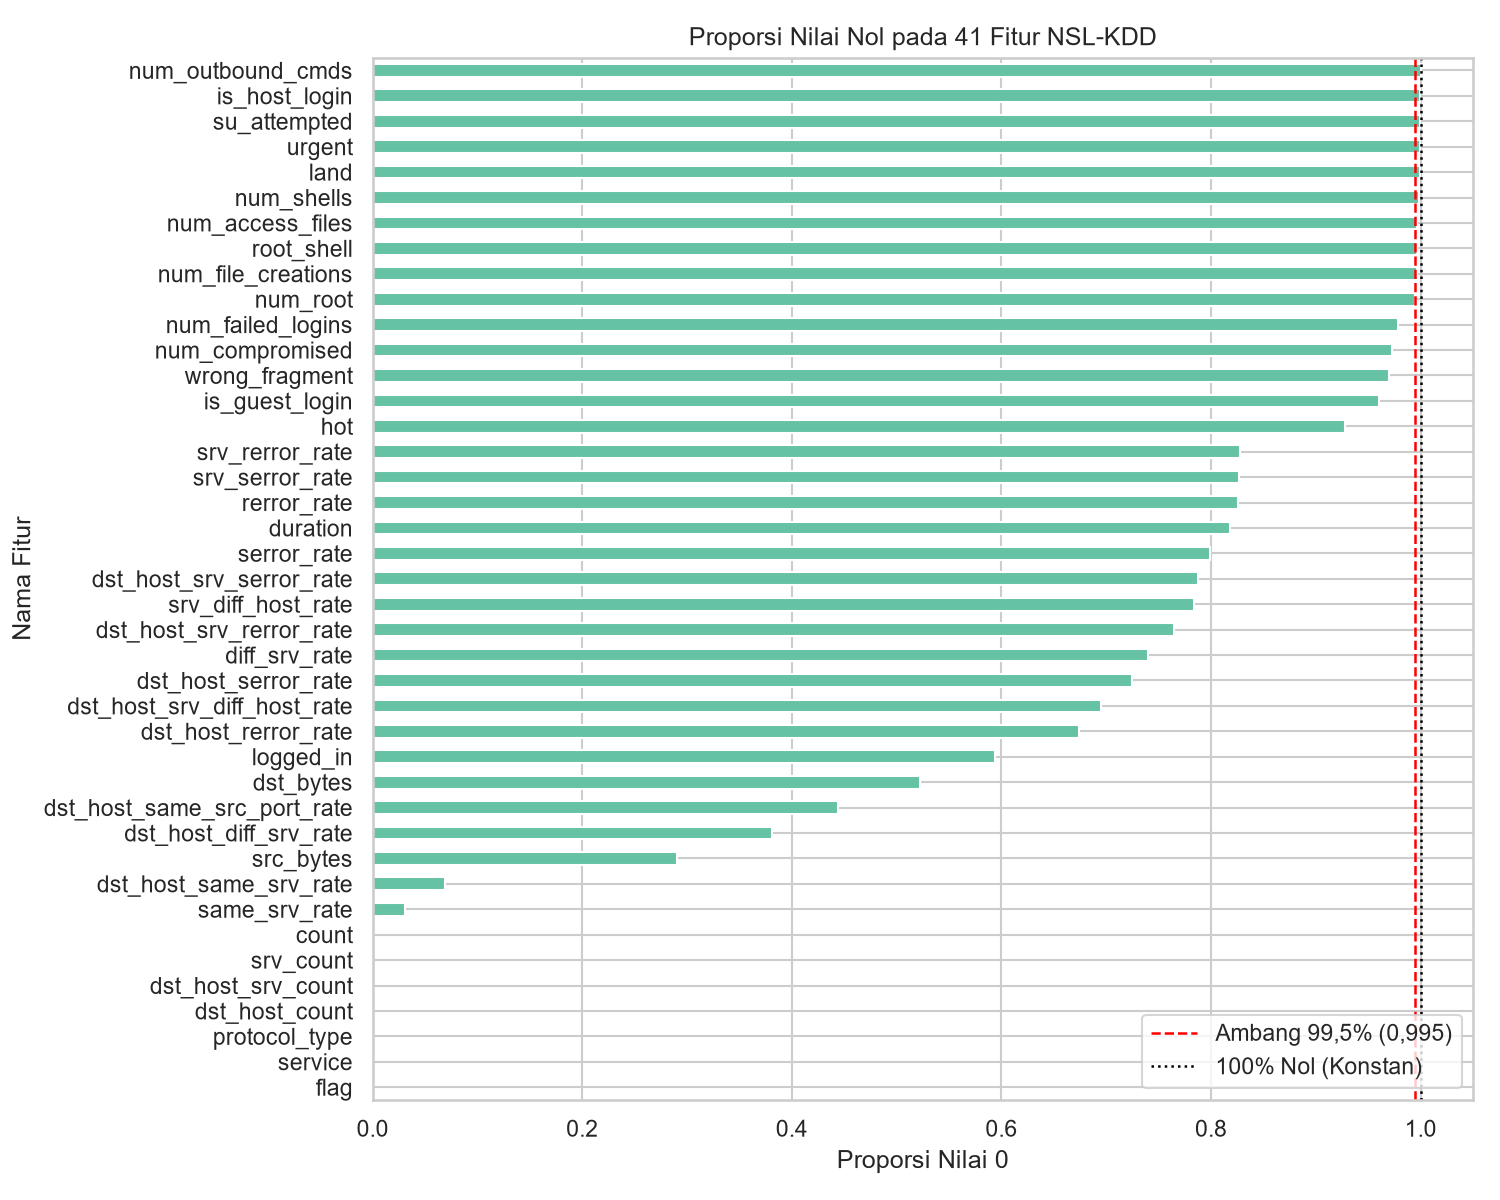 Proporsi Nilai Nol pada 41 Fitur NSL-KDD
Nama Fitur
num_outbound_cmds
is_host_login
su_attempted
urgent
land
num_shells
num_access_files
root_shell
num_file_creations
num_root
num_failed_logins
num_compromised
wrong_fragment
is_guest_login
hot
srv_rerror_rate
srv_serror_rate
rerror_rate
duration
serror_rate
dst_host_srv_serror_rate
srv_diff_host_rate
dst_host_srv_rerror_rate
diff_srv_rate
dst_host_serror_rate
dst_host_srv_diff_host_rate
dst_host_rerror_rate
logged_in
dst_bytes
dst_host_same_src_port_rate
dst_host_diff_srv_rate
src_bytes
dst_host_same_srv_rate
same_srv_rate
count
srv_count
dst_host_srv_count
dst_host_count
protocol_type
service
flag
Ambang 99,5% (0,995)
100% Nol (Konstan)
0.0 0.2 0.4 0.6 0.8 1.0
Proporsi Nilai 0